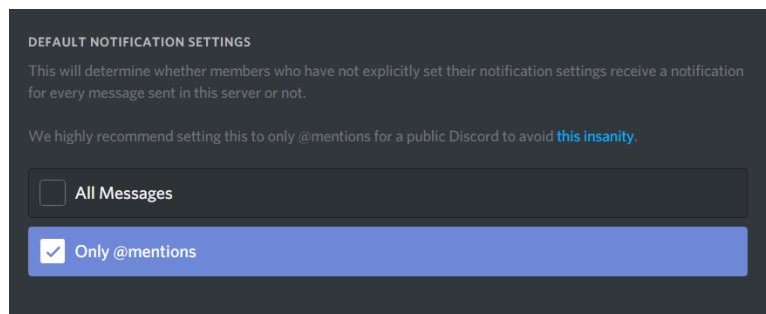 DEFAULT NOTIFICATION SETTINGS
This will determine whether members who have not explicitly set their notification settings receive a notification
for every message sent in this server or not.
We highly recommend setting this to only @mentions for a public Discord to avoid this insanity.
All Messages
Only @mentions